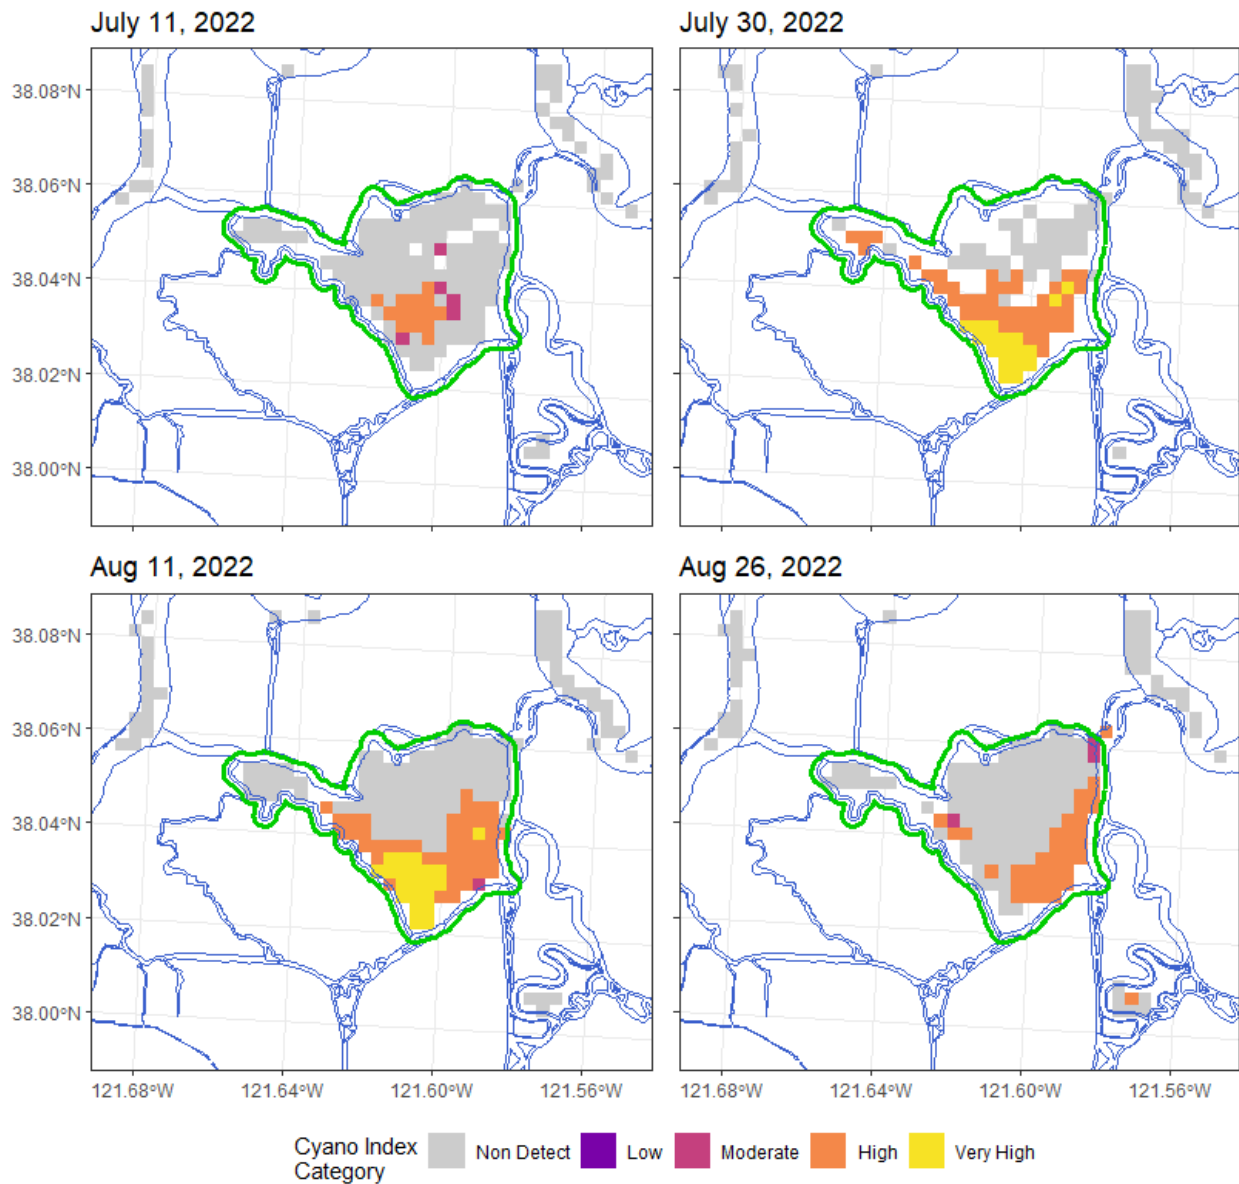 July 11, 2022
July 30, 2022
38.08°N
38.06°N
38.04°N
38.02°N
38.00°N
Aug 11, 2022
Aug 26, 2022
38.08°N
38.06°N
38.04°N
38.02°N
38.00°N
121.68°W 121.64°W 121.60°W 121.56°W 121.68°W 121.64°W 121.60°W 121.56°W
Cyano Index
Category
Non Detect Low Moderate High Very High